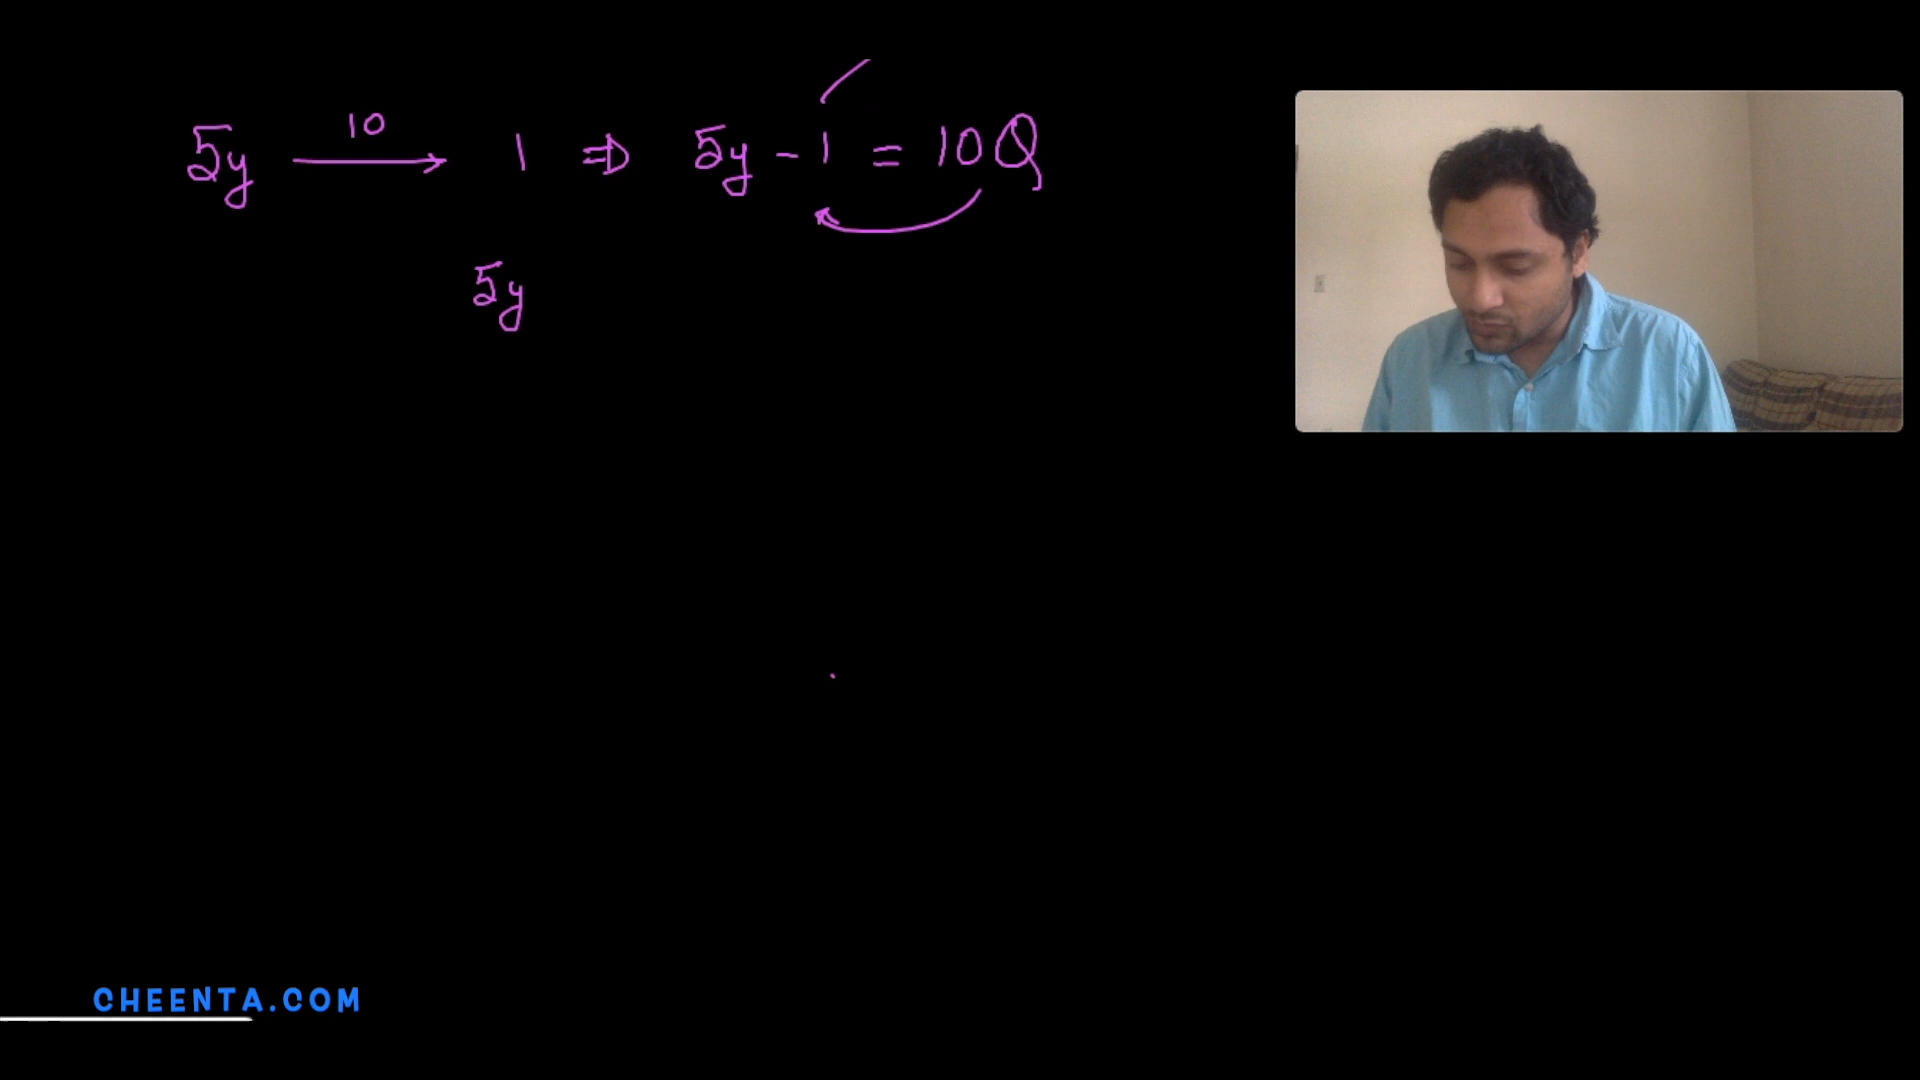 5y —10→ 1 ⇒ 5y - 1 = 10Q
5y
CHEENTA.COM